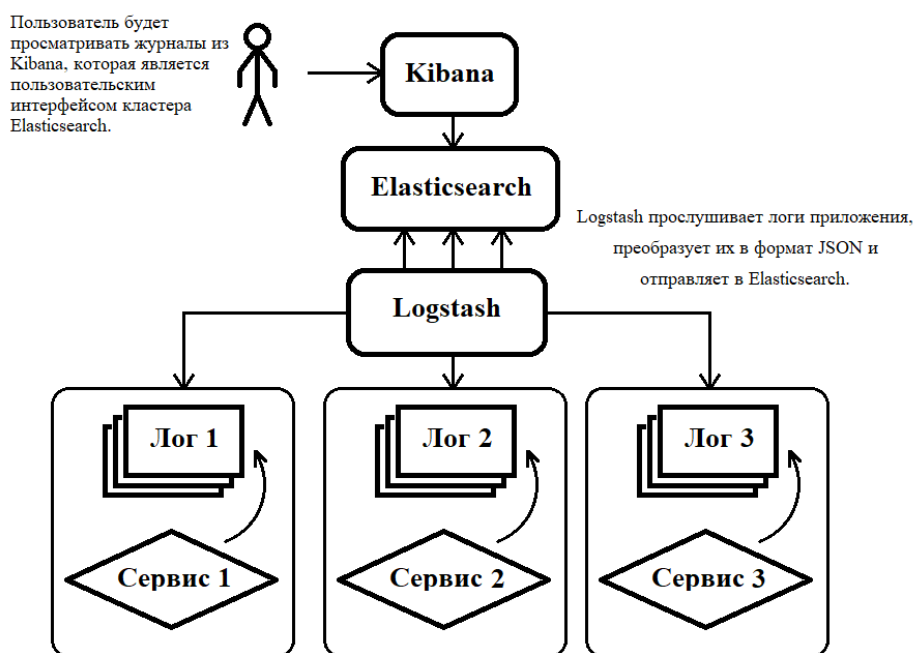 Пользователь будет
просматривать журналы из
Kibana, которая является
пользовательским
интерфейсом кластера
Elasticsearch.
Kibana
Elasticsearch
Logstash прослушивает логи приложения,
преобразует их в формат JSON и
отправляет в Elasticsearch.
Logstash
Лог 1
Лог 2
Лог 3
Сервис 1
Сервис 2
Сервис 3